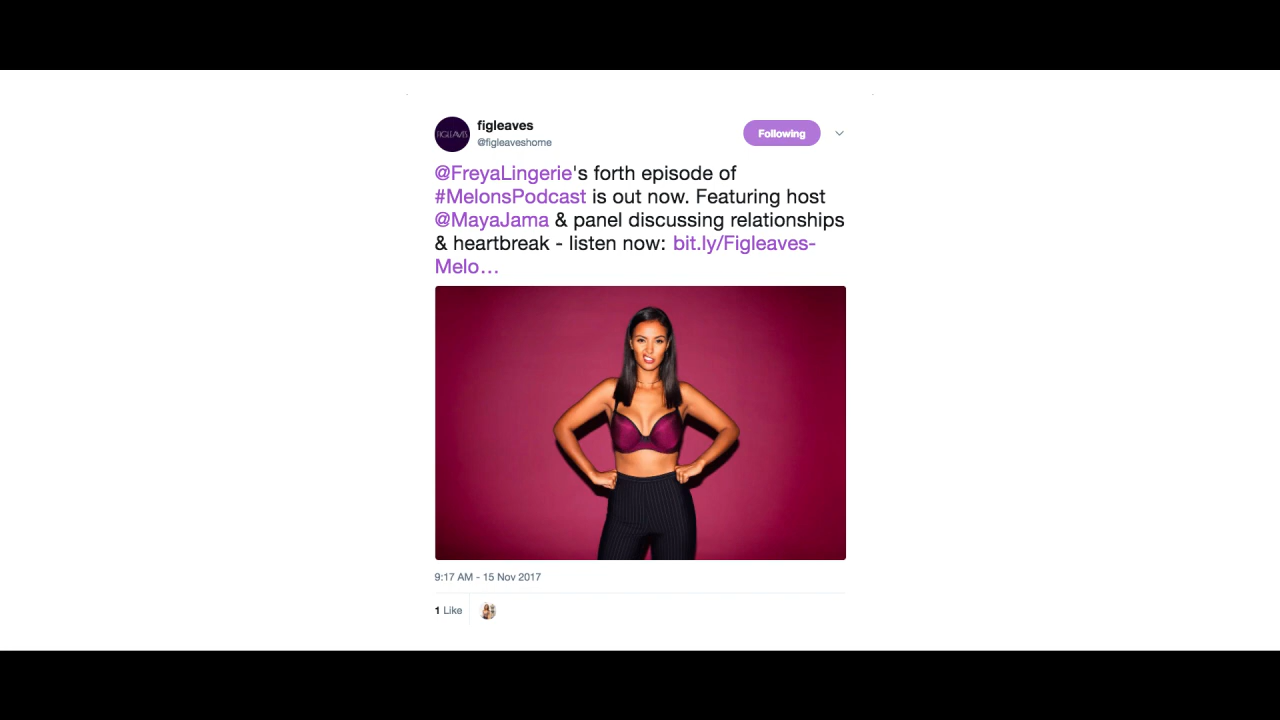 FIGLEAVES
figleaves
@figleaveshome
Following
@FreyaLingerie's forth episode of
#MelonsPodcast is out now. Featuring host
@MayaJama & panel discussing relationships
& heartbreak - listen now: bit.ly/Figleaves-
Melo…
9:17 AM - 15 Nov 2017
1 Like